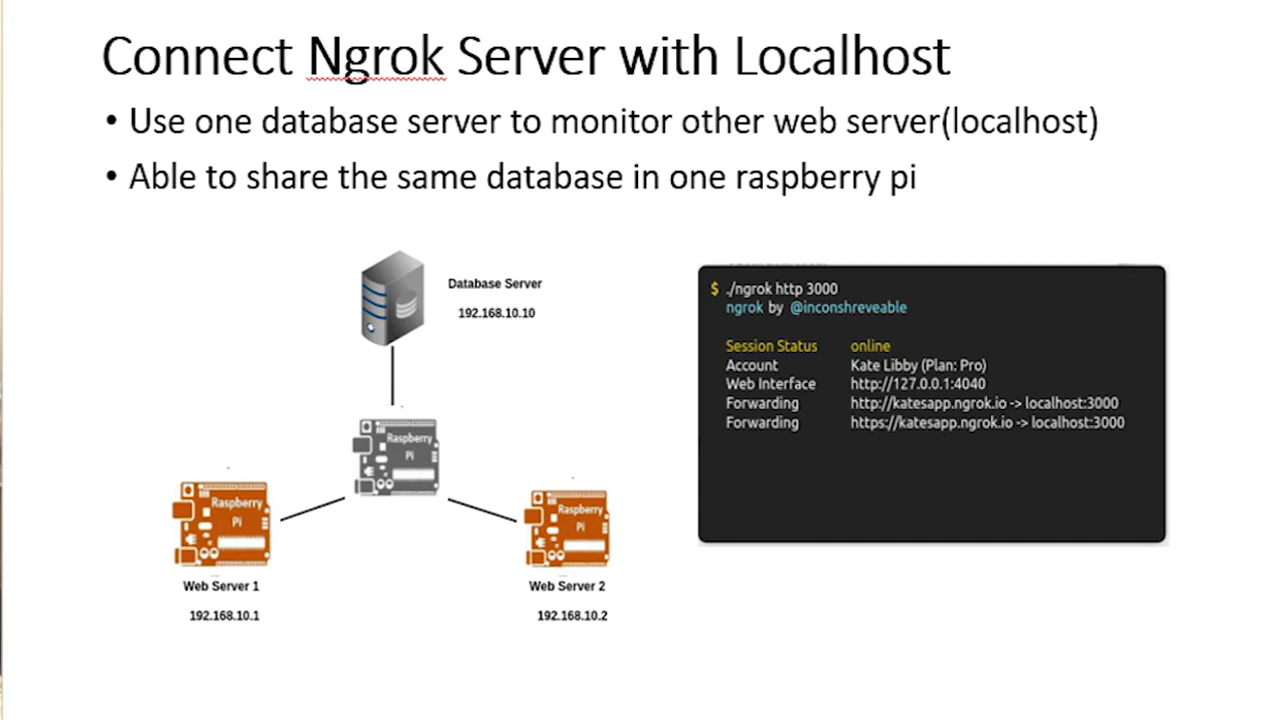 Connect Ngrok Server with Localhost
• Use one database server to monitor other web server(localhost)
• Able to share the same database in one raspberry pi
Database Server
192.168.10.10
Raspberry
Pi
Raspberry
Pi
Web Server 1
192.168.10.1
Raspberry
Pi
Web Server 2
192.168.10.2
$ ./ngrok http 3000
ngrok by @inconshreveable
Session Status online
Account Kate Libby (Plan: Pro)
Web Interface http://127.0.0.1:4040
Forwarding http://katesapp.ngrok.io -> localhost:3000
Forwarding https://katesapp.ngrok.io -> localhost:3000